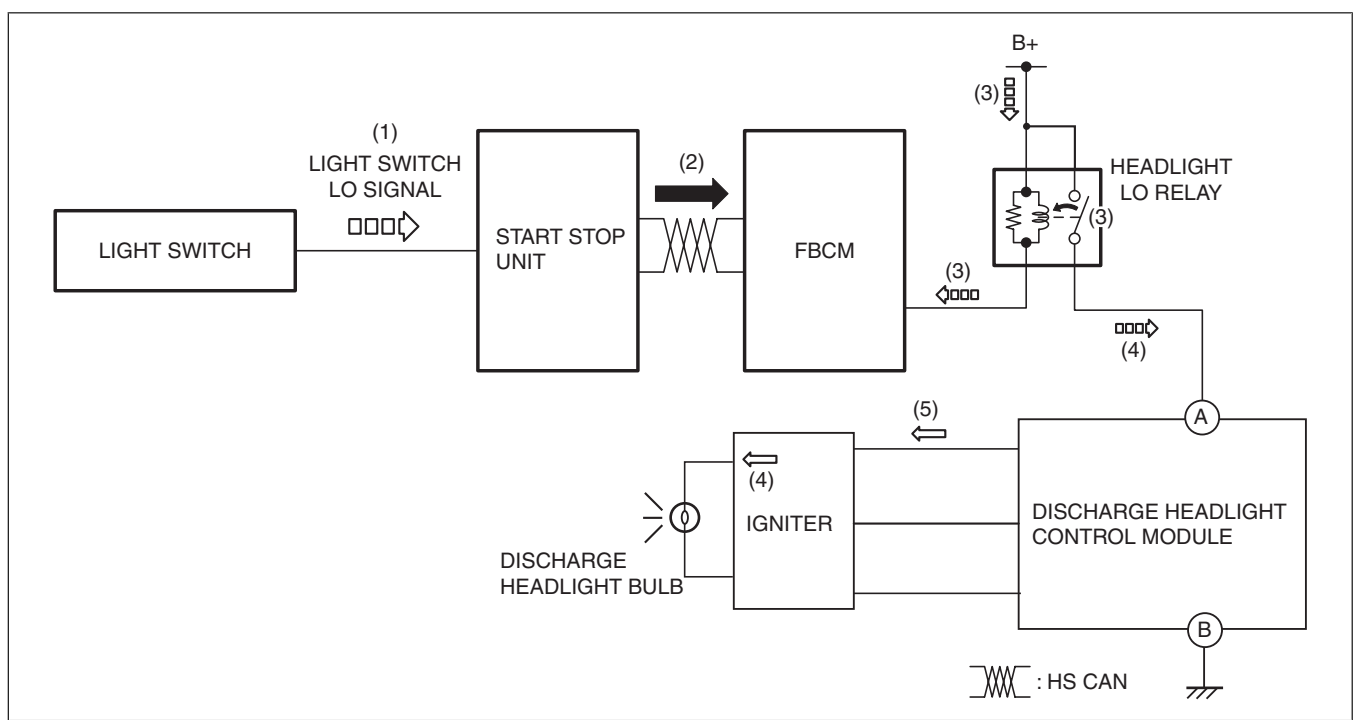 B+
(3)
(1)
LIGHT SWITCH
LO SIGNAL
(2)
HEADLIGHT
LO RELAY
(3)
LIGHT SWITCH
START STOP
UNIT
FBCM
(3)
(4)
A
(5)
(4)
IGNITER
DISCHARGE HEADLIGHT
CONTROL MODULE
DISCHARGE
HEADLIGHT BULB
B
: HS CAN